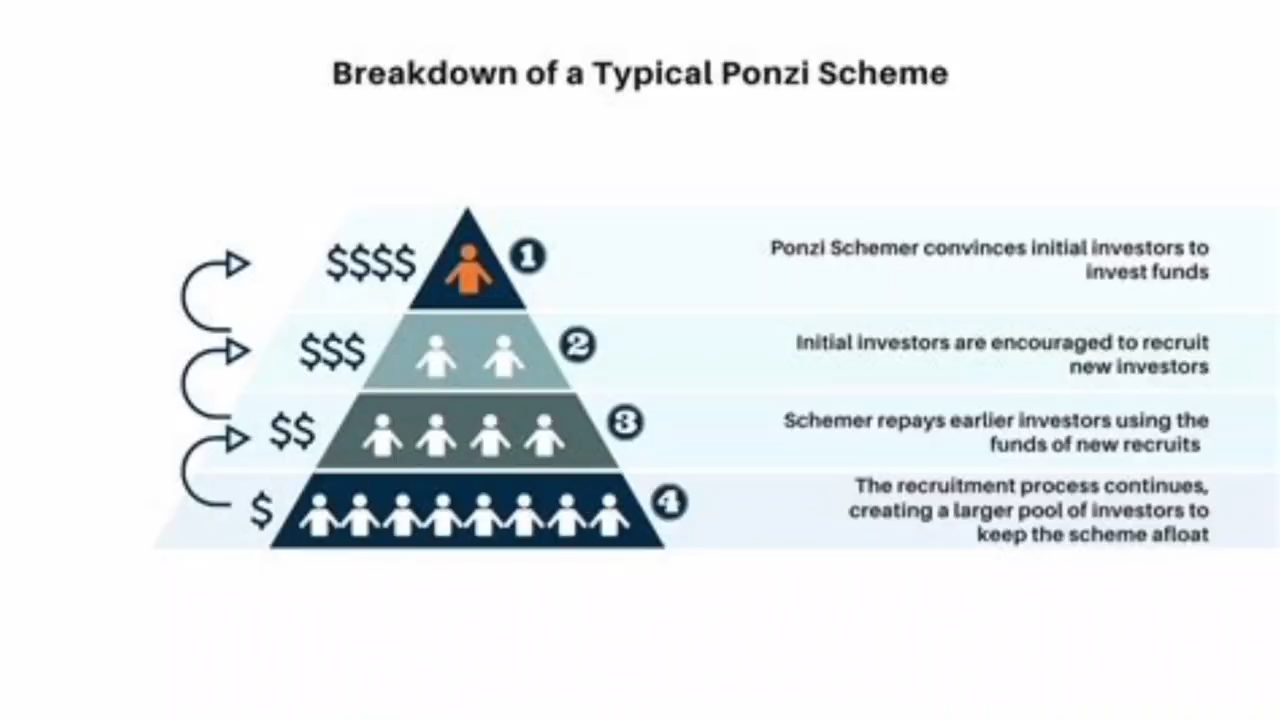 Breakdown of a Typical Ponzi Scheme
$$$$
1
Ponzi Schemer convinces initial investors to
invest funds
$$$
2
Initial investors are encouraged to recruit
new investors
$$
3
Schemer repays earlier investors using the
funds of new recruits
$
4
The recruitment process continues,
creating a larger pool of investors to
keep the scheme afloat